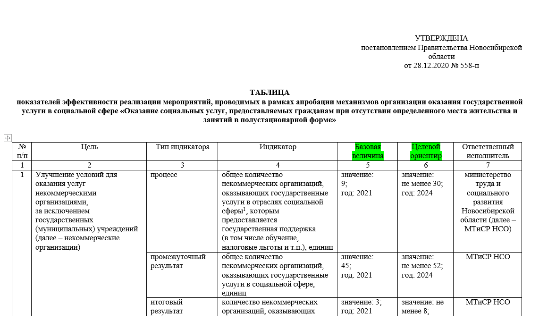 УТВЕРЖДЕНА
постановлением Правительства Новосибирской
области
от 28.12.2020 № 558-п
ТАБЛИЦА
показателей эффективности реализации мероприятий, проводимых в рамках апробации механизмов организации оказания государственной
услуги в социальной сфере «Оказание социальных услуг, предоставляемых гражданам при отсутствии определенного места жительства и
занятий в полустационарной форме»
№ п/п
Цель
Тип индикатора
Индикатор
Базовая
величина
Целевой
ориентир
Ответственный
исполнитель
1 2 3 4 5 6 7
1
Улучшение условий для
оказания услуг
некоммерческими
организациями,
за исключением
государственных
(муниципальных) учреждений
(далее – некоммерческие
организации)
процесс
общее количество
некоммерческих организаций,
оказывающих государственные
услуги в отраслях социальной
сферы¹, которым
предоставляется
государственная поддержка
(в том числе обучение,
налоговые льготы и т.п.), единиц
значение:
9;
год, 2021
значение:
не менее 30;
год, 2024
министерство
труда и
социального
развития
Новосибирской
области (далее –
МТиСР НСО)
промежуточный
результат
общее количество
некоммерческих организаций,
оказывающих государственные
услуги в социальной сфере,
единиц
значение:
45;
год, 2021
значение:
не менее 52;
год, 2024
МТиСР НСО
итоговый
результат
количество некоммерческих
организаций, оказывающих
значение: 3,
год, 2021
значение: не
менее 8,
МТиСР НСО